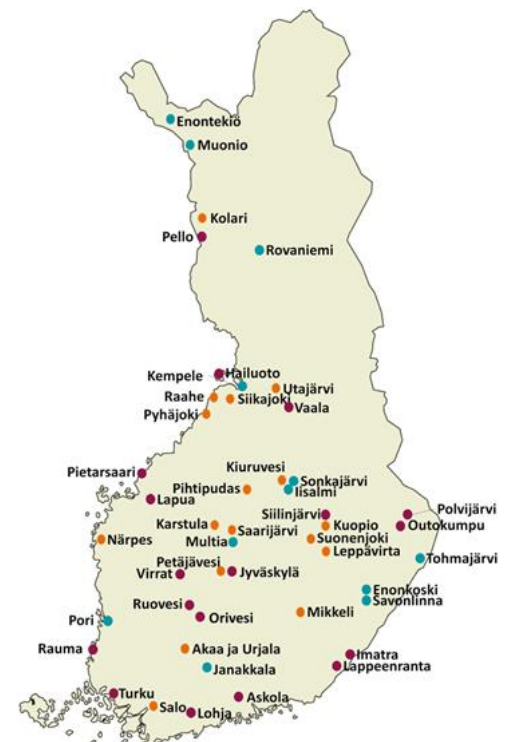 Enontekiö
Muonio
Kolari
Pello
Rovaniemi
Kempele
Hailuoto
Raahe
Siikajoki
Utajärvi
Pyhäjoki
Vaala
Pietarsaari
Kiuruvesi
Sonkajärvi
Pihtipudas
Iisalmi
Lapua
Siilinjärvi
Polvijärvi
Karstula
Saarijärvi
Kuopio
Outokumpu
Närpes
Multia
Suonenjoki
Leppävirta
Tohmajärvi
Petäjävesi
Virrat
Jyväskylä
Enonkoski
Savonlinna
Ruovesi
Orivesi
Mikkeli
Pori
Rauma
Akaa ja Urjala
Imatra
Janakkala
Lappeenranta
Turku
Salo
Lohja
Askola